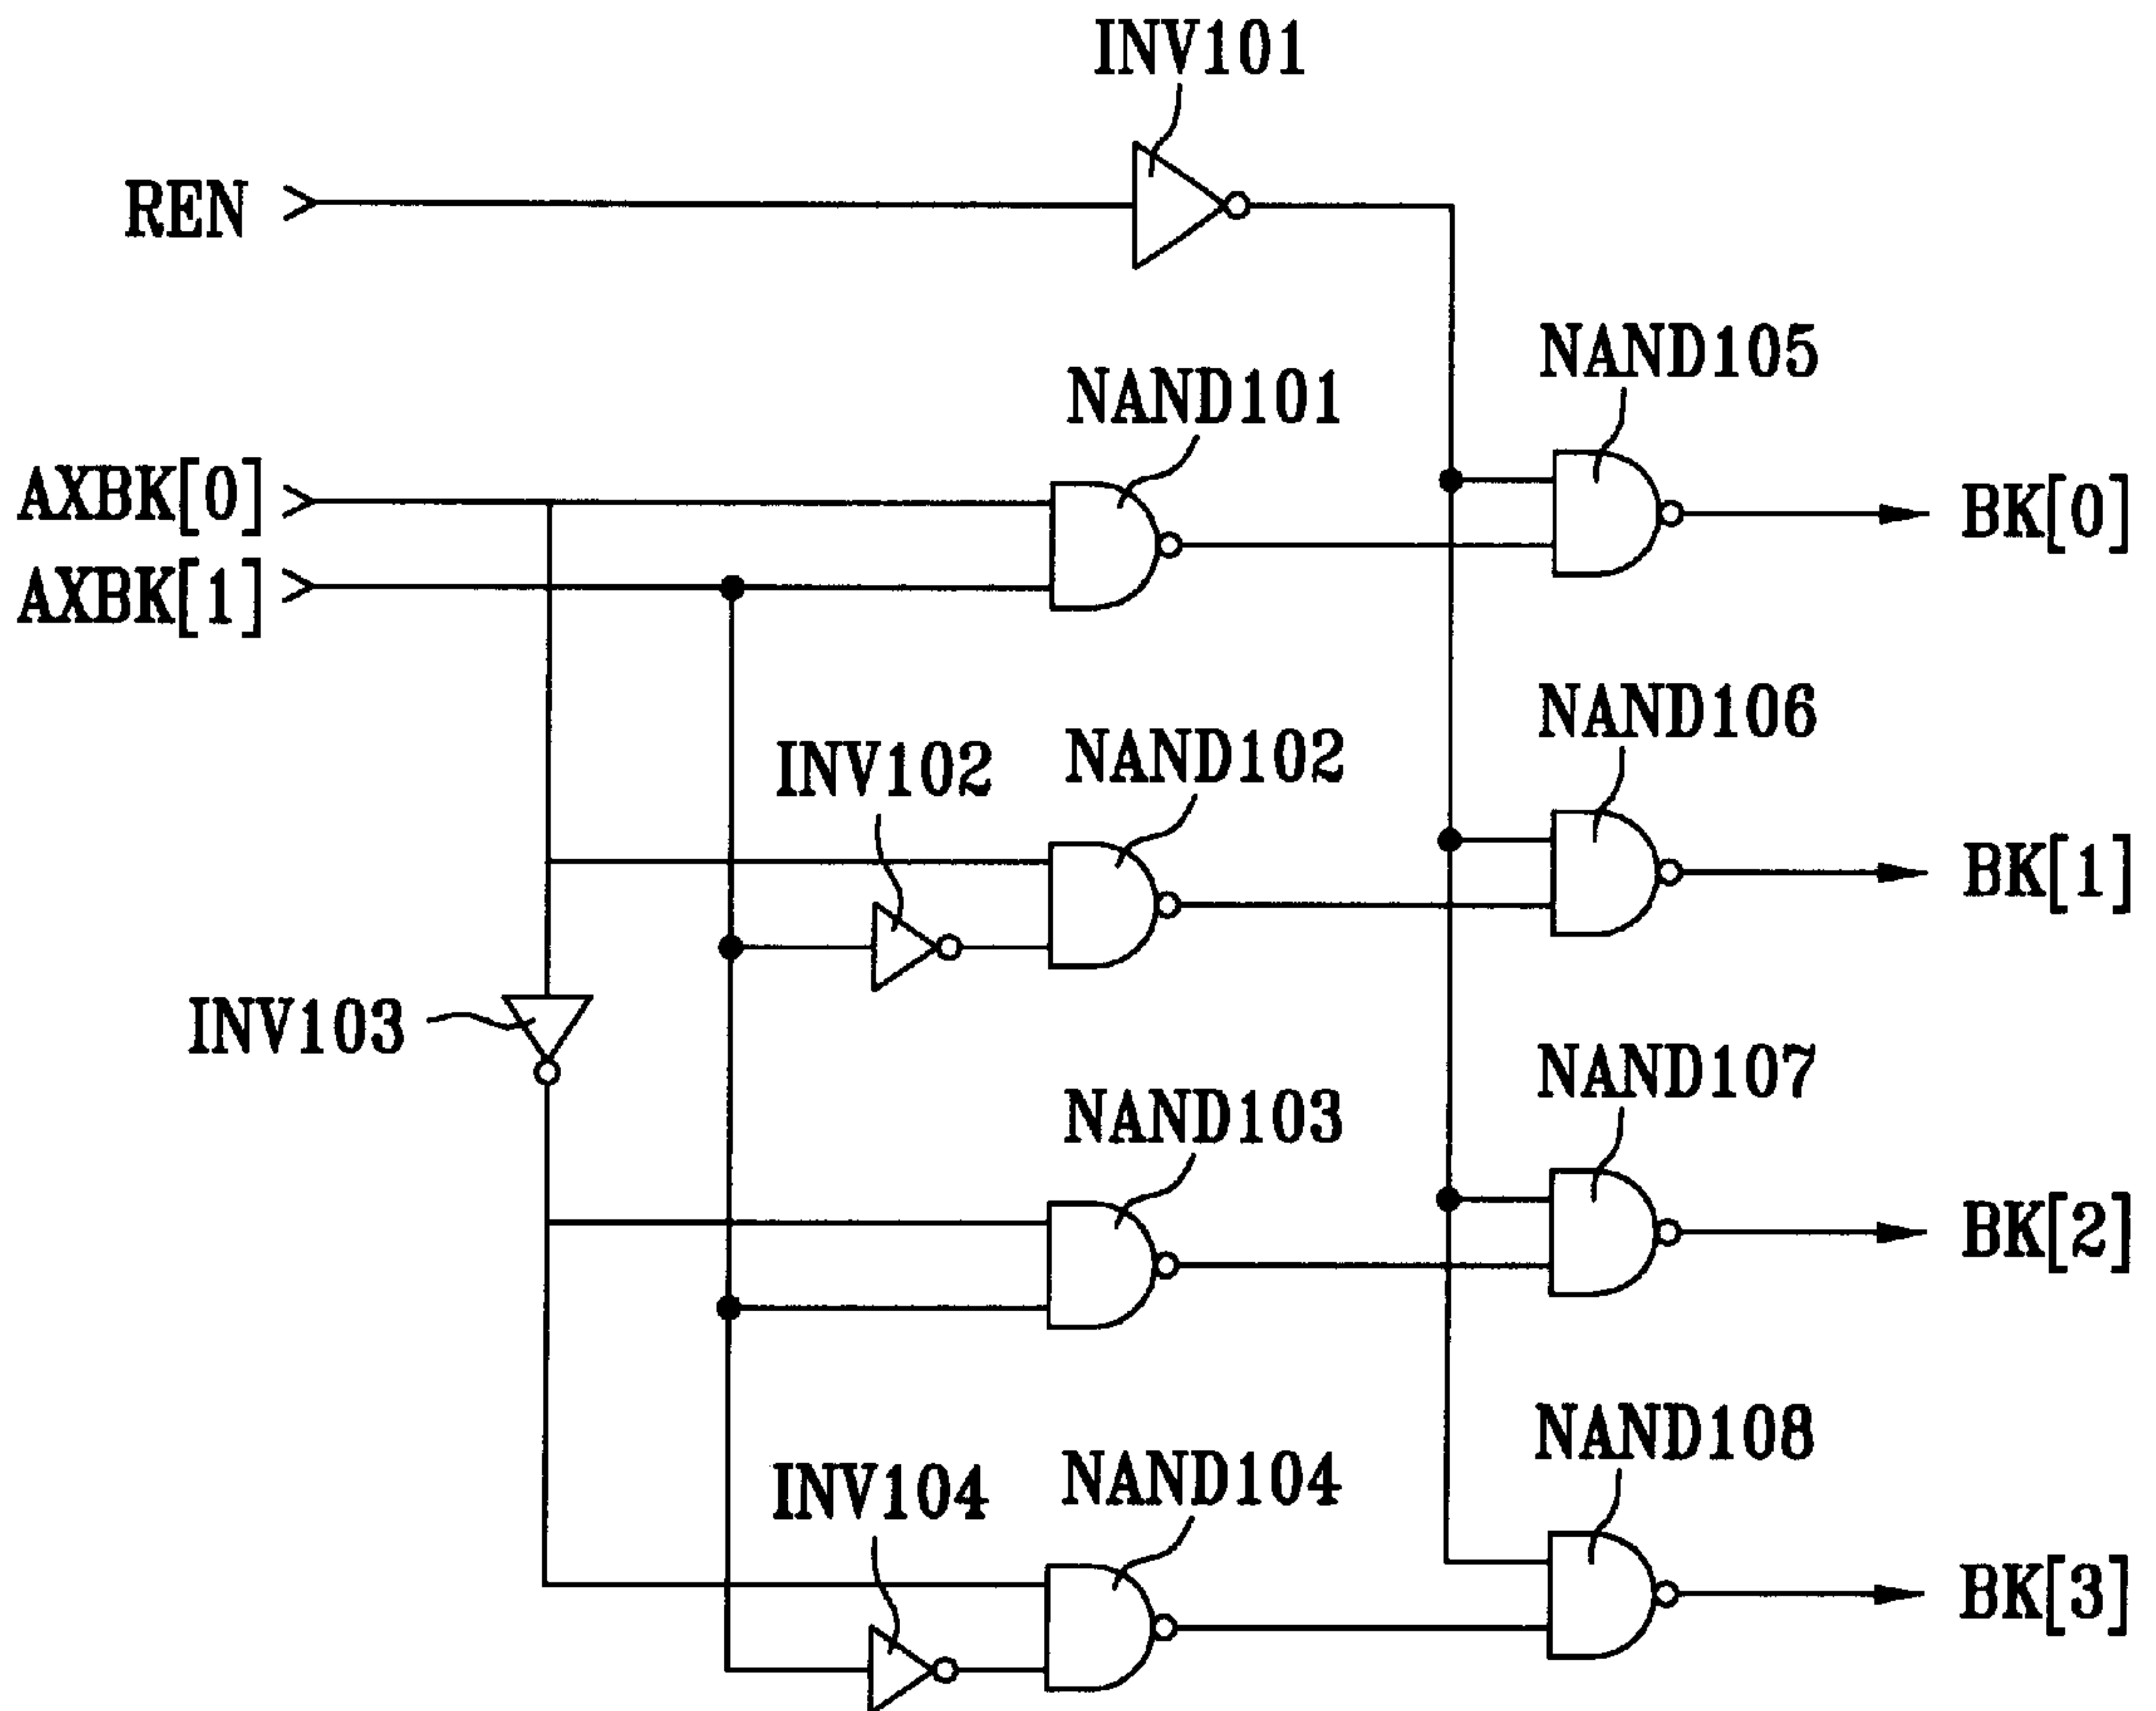 INV101
REN
NAND105
NAND101
AXBK[0]
BK[0]
AXBK[1]
NAND106
NAND102
INV102
BK[1]
INV103
NAND107
NAND103
BK[2]
NAND108
NAND104
INV104
BK[3]